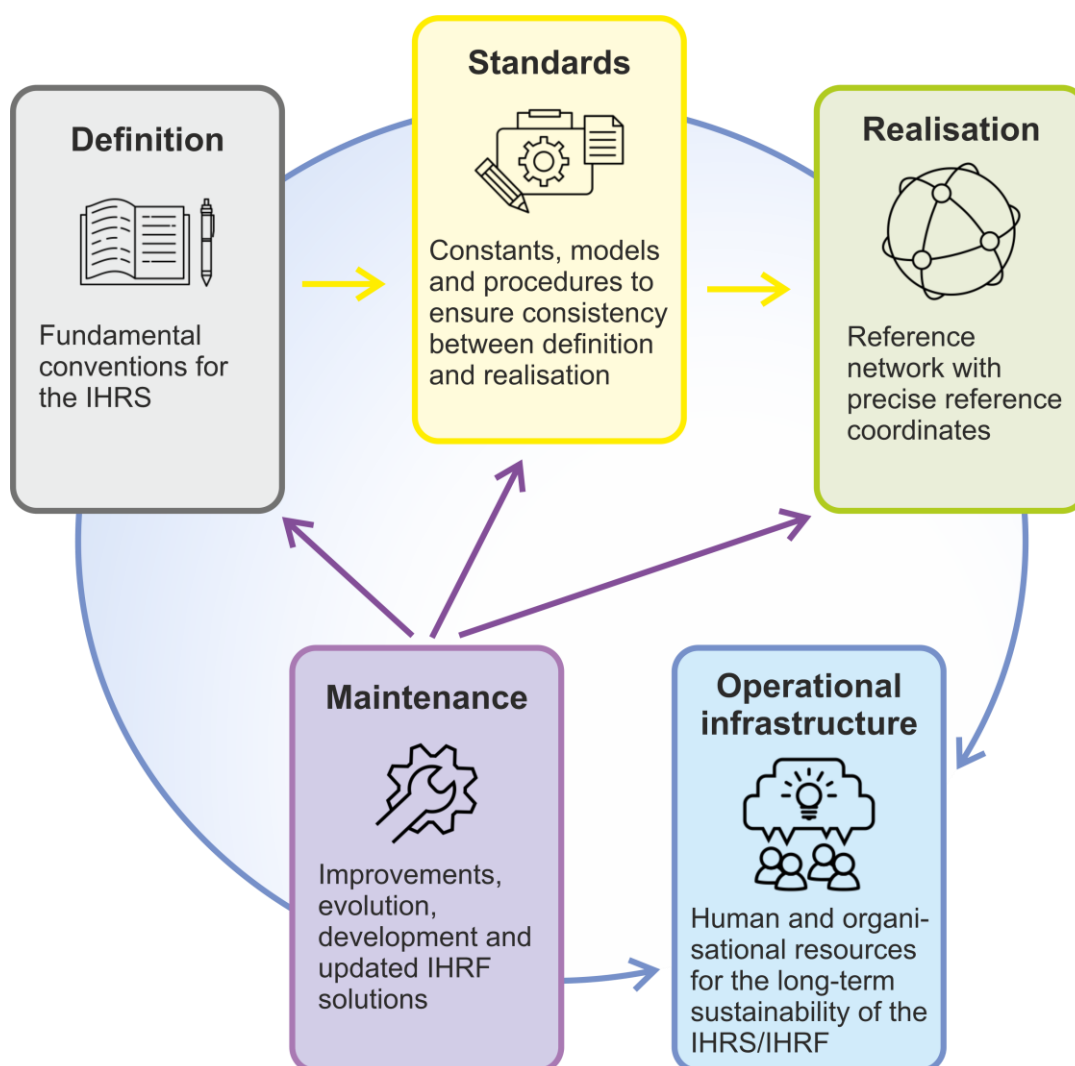 Definition
Fundamental
conventions for
the IHRS
Standards
Constants, models
and procedures to
ensure consistency
between definition
and realisation
Realisation
Reference
network with
precise reference
coordinates
Maintenance
Improvements,
evolution,
development and
updated IHRF
solutions
Operational
infrastructure
Human and organi-
sational resources
for the long-term
sustainability of the
IHRS/IHRF